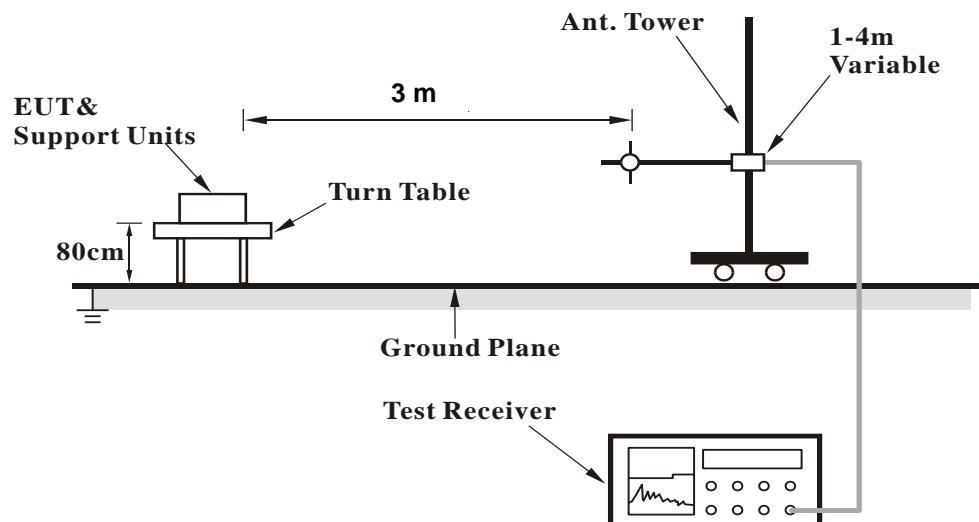 Ant. Tower
1-4m
Variable
3 m
EUT&
Support Units
Turn Table
80cm
Ground Plane
Test Receiver